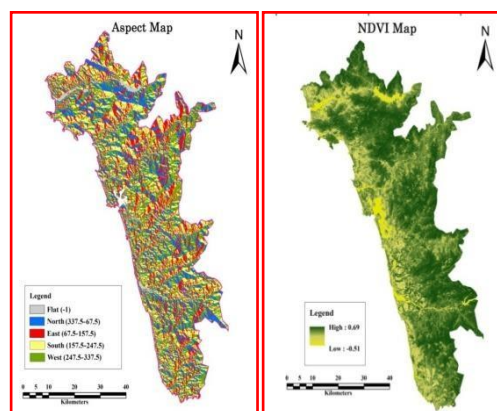 Aspect Map
N
Legend
Flat (-1)
North (337.5-67.5)
East (67.5-157.5)
South (157.5-247.5)
West (247.5-337.5)
0 5 10 20 30 40
Kilometers
NDVI Map
N
Legend
High : 0.69
Low : -0.51
0 5 10 20 30 40
Kilometers